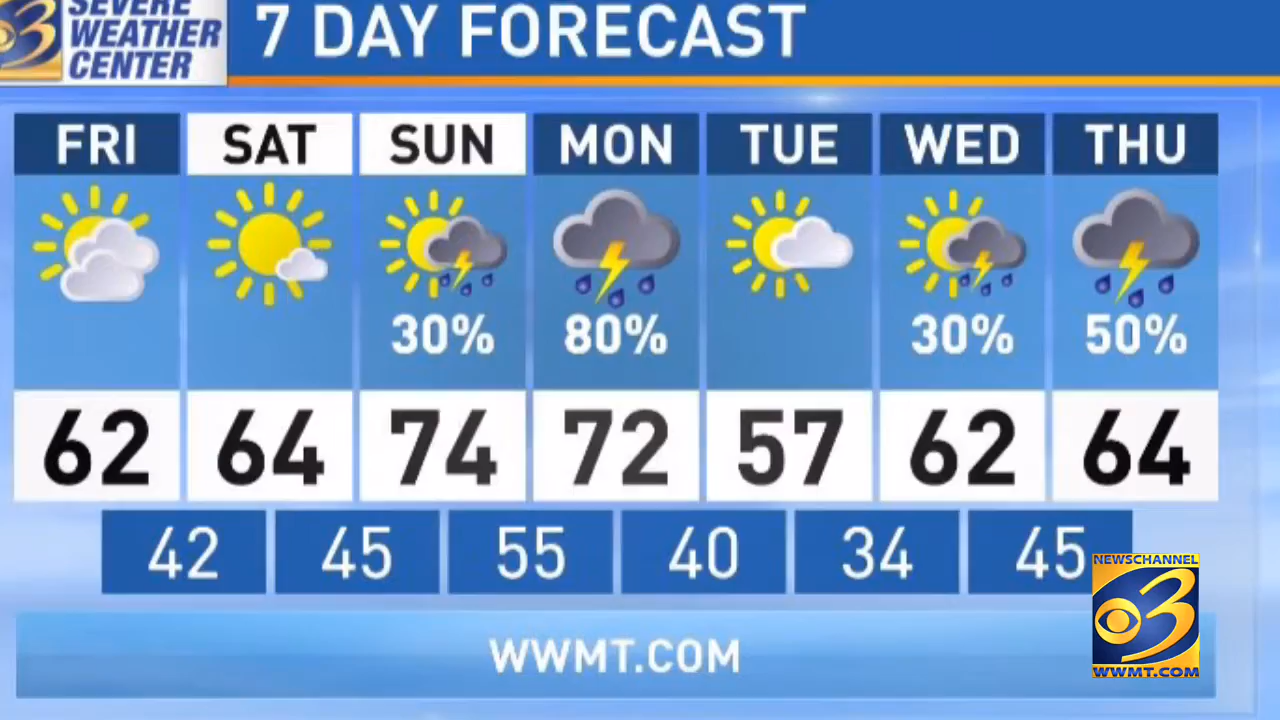 3 SEVERE
WEATHER
CENTER
7 DAY FORECAST
FRI SAT SUN MON TUE WED THU
30% 80% 30% 50%
62 64 74 72 57 62 64
42 45 55 40 34 45
WWMT.COM
NEWSCHANNEL
3
WWMT.COM